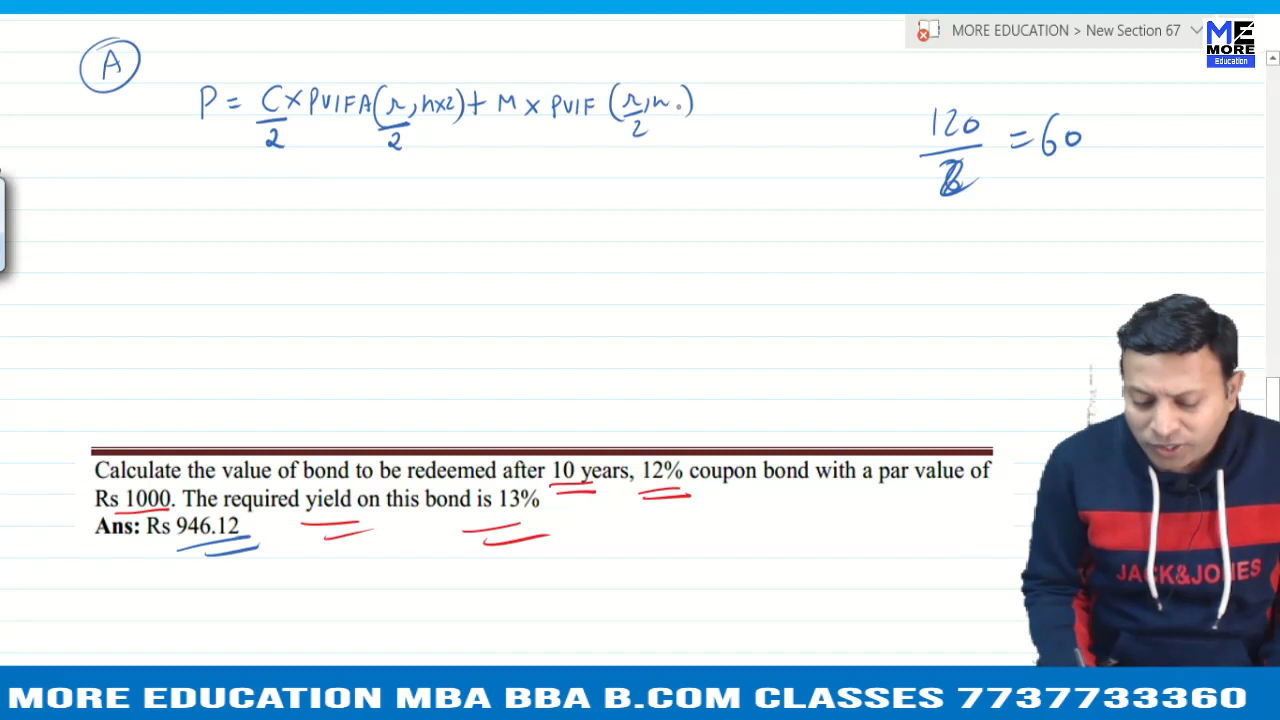 MORE EDUCATION > New Section 67
ME
MORE
Education
A
P = C/2 × PVIFA(r/2, n×2) + M × PVIF (r/2, n.)
120/2 = 60
Calculate the value of bond to be redeemed after 10 years, 12% coupon bond with a par value of
Rs 1000. The required yield on this bond is 13%
Ans: Rs 946.12
JACK&JONES
MORE EDUCATION MBA BBA B.COM CLASSES 7737733360